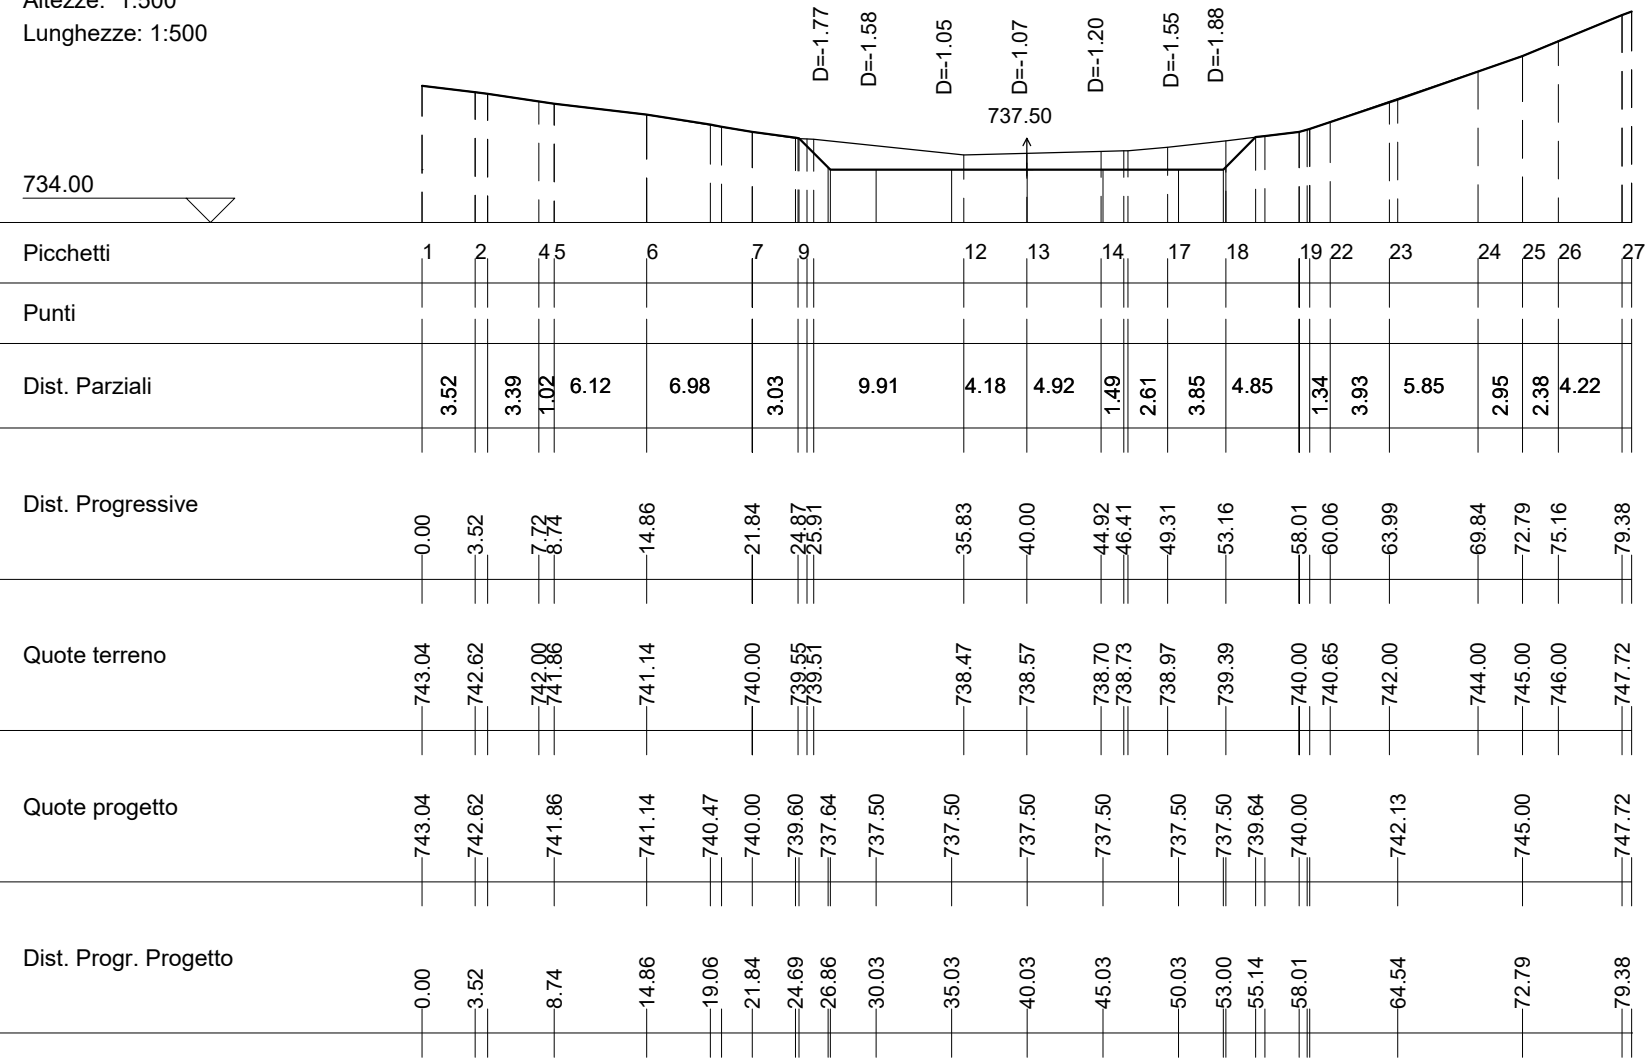 Altezze: 1:500
Lunghezze: 1:500
D=-1.77 D=-1.58 D=-1.05 D=-1.07 D=-1.20 D=-1.55 D=-1.88
737.50
734.00
Picchetti 1 2 4 5 6 7 9 12 13 14 17 18 19 22 23 24 25 26 27
Punti
Dist. Parziali 3.52 3.39 1.02 6.12 6.98 3.03 9.91 4.18 4.92 1.49 2.61 3.85 4.85 1.34 3.93 5.85 2.95 2.38 4.22
Dist. Progressive 0.00 3.52 7.72 8.74 14.86 21.84 24.87 25.91 35.83 40.00 44.92 46.41 49.31 53.16 58.01 60.06 63.99 69.84 72.79 75.16 79.38
Quote terreno 743.04 742.62 742.00 741.86 741.14 740.00 739.55 739.51 738.47 738.57 738.70 738.73 738.97 739.39 740.00 740.65 742.00 744.00 745.00 746.00 747.72
Quote progetto 743.04 742.62 741.86 741.14 740.47 740.00 739.60 737.64 737.50 737.50 737.50 737.50 737.50 737.50 739.64 740.00 742.13 745.00 747.72
Dist. Progr. Progetto 0.00 3.52 8.74 14.86 19.06 21.84 24.69 26.86 30.03 35.03 40.03 45.03 50.03 53.00 55.14 58.01 64.54 72.79 79.38